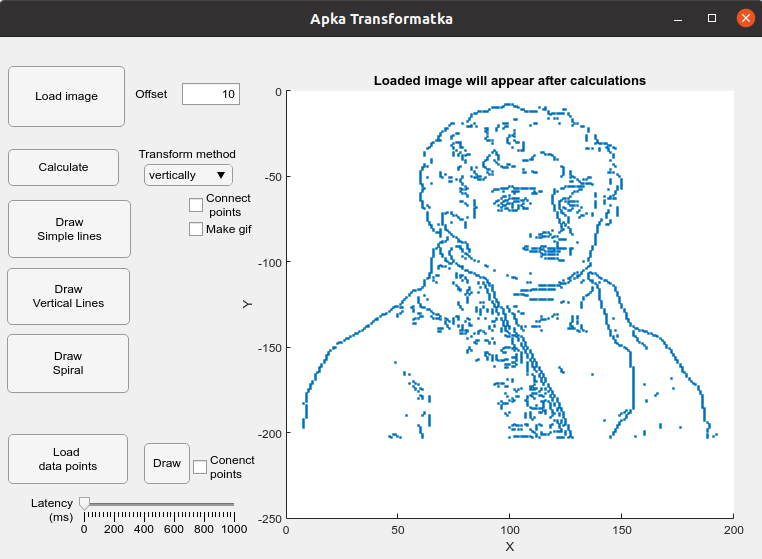 Apka Transformatka
Load image
Offset
10
Calculate
Transform method
vertically
Connect
points
Make gif
Draw
Simple lines
Draw
Vertical Lines
Draw
Spiral
Load
data points
Draw
Conenct
points
Latency
(ms)
0 200 400 600 800 1000
Loaded image will appear after calculations
0
-50
-100
-150
-200
-250
Y
0 50 100 150 200
X